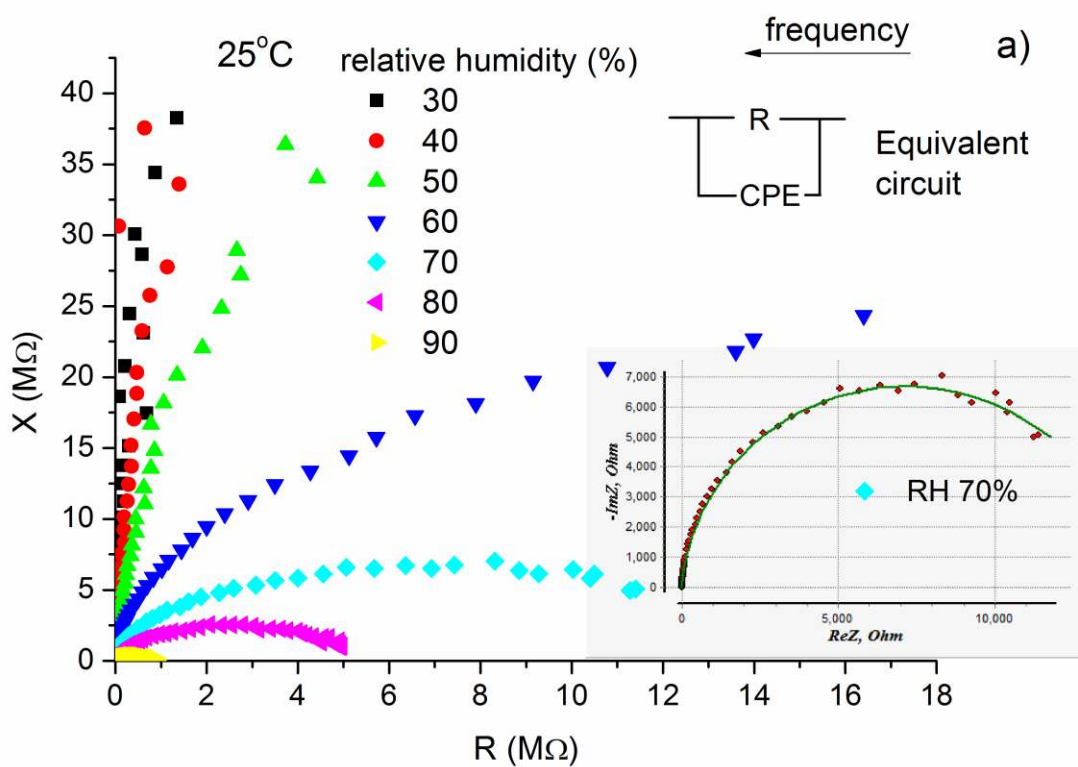 frequency
a)
25°C
relative humidity (%)
30
40
50
60
70
80
90
R
CPE
Equivalent
circuit
40
35
30
25
20
15
10
5
0
X (MΩ)
0
2
4
6
8
10
12
14
16
18
R (MΩ)
7,000
6,000
5,000
4,000
3,000
2,000
1,000
0
-ImZ, Ohm
RH 70%
0
5,000
10,000
ReZ, Ohm